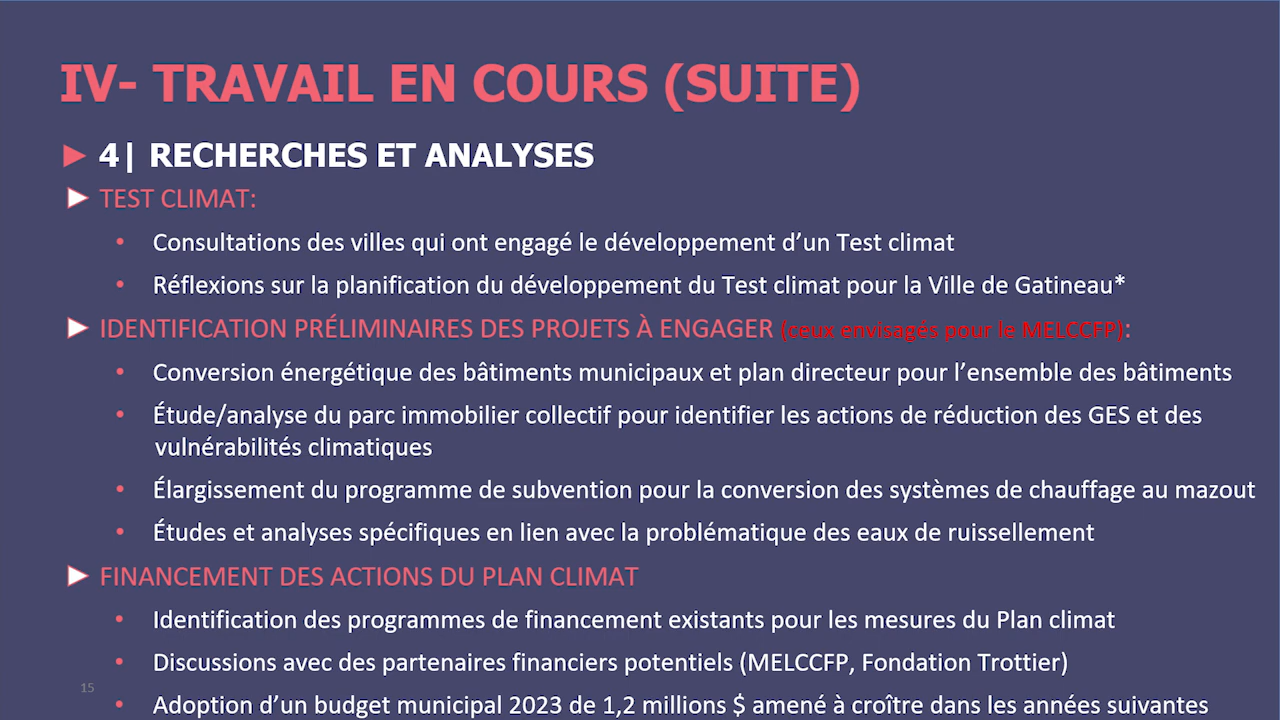 IV- TRAVAIL EN COURS (SUITE)
► 4| RECHERCHES ET ANALYSES
► TEST CLIMAT:
• Consultations des villes qui ont engagé le développement d’un Test climat
• Réflexions sur la planification du développement du Test climat pour la Ville de Gatineau*
► IDENTIFICATION PRÉLIMINAIRES DES PROJETS À ENGAGER (ceux envisagés pour le MELCCFP):
• Conversion énergétique des bâtiments municipaux et plan directeur pour l’ensemble des bâtiments
• Étude/analyse du parc immobilier collectif pour identifier les actions de réduction des GES et des
vulnérabilités climatiques
• Élargissement du programme de subvention pour la conversion des systèmes de chauffage au mazout
• Études et analyses spécifiques en lien avec la problématique des eaux de ruissellement
► FINANCEMENT DES ACTIONS DU PLAN CLIMAT
• Identification des programmes de financement existants pour les mesures du Plan climat
• Discussions avec des partenaires financiers potentiels (MELCCFP, Fondation Trottier)
15
• Adoption d’un budget municipal 2023 de 1,2 millions $ amené à croître dans les années suivantes